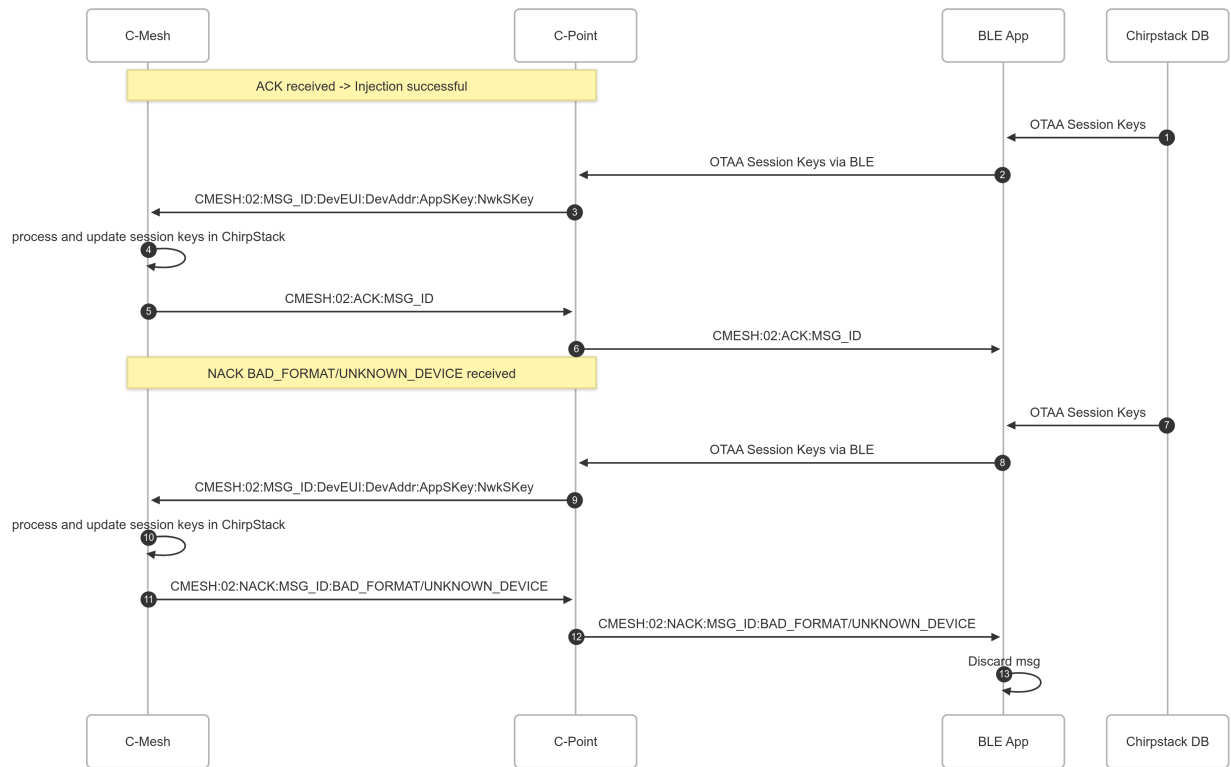 C-Mesh
C-Point
BLE App
Chirpstack DB
ACK received -> Injection successful
OTAA Session Keys
1
OTAA Session Keys via BLE
2
CMESH:02:MSG_ID:DevEUI:DevAddr:AppSKey:NwkSKey
3
process and update session keys in ChirpStack
4
CMESH:02:ACK:MSG_ID
5
CMESH:02:ACK:MSG_ID
6
NACK BAD_FORMAT/UNKNOWN_DEVICE received
OTAA Session Keys
7
OTAA Session Keys via BLE
8
CMESH:02:MSG_ID:DevEUI:DevAddr:AppSKey:NwkSKey
9
process and update session keys in ChirpStack
10
CMESH:02:NACK:MSG_ID:BAD_FORMAT/UNKNOWN_DEVICE
11
CMESH:02:NACK:MSG_ID:BAD_FORMAT/UNKNOWN_DEVICE
12
Discard msg
13
C-Mesh
C-Point
BLE App
Chirpstack DB